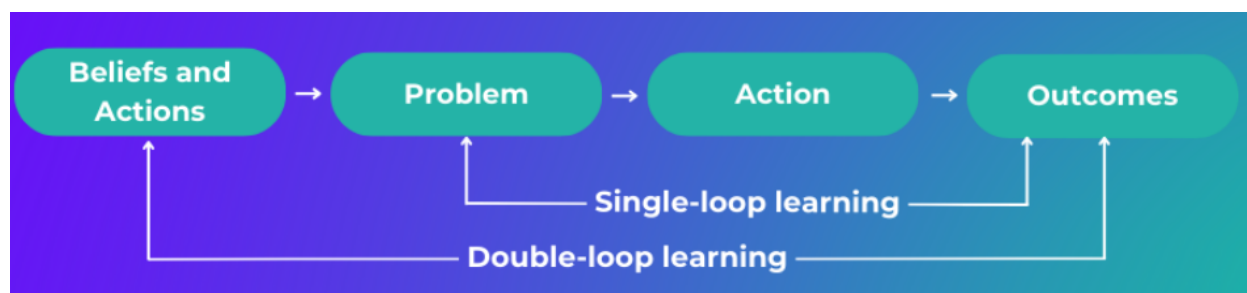 Beliefs and
Actions
Problem
Action
Outcomes
Single-loop learning
Double-loop learning